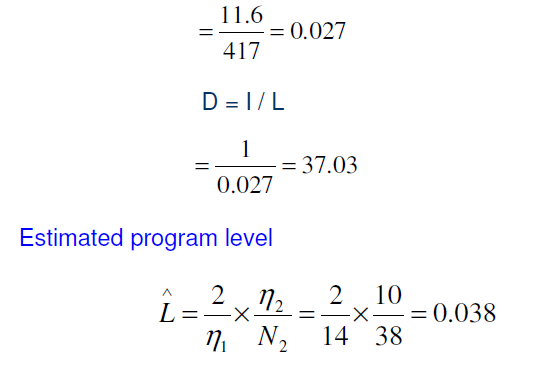 = 11.6 / 417 = 0.027
D = I / L
= 1 / 0.027 = 37.03
Estimated program level
L̂ = 2 / η₁ × η₂ / N₂ = 2 / 14 × 10 / 38 = 0.038